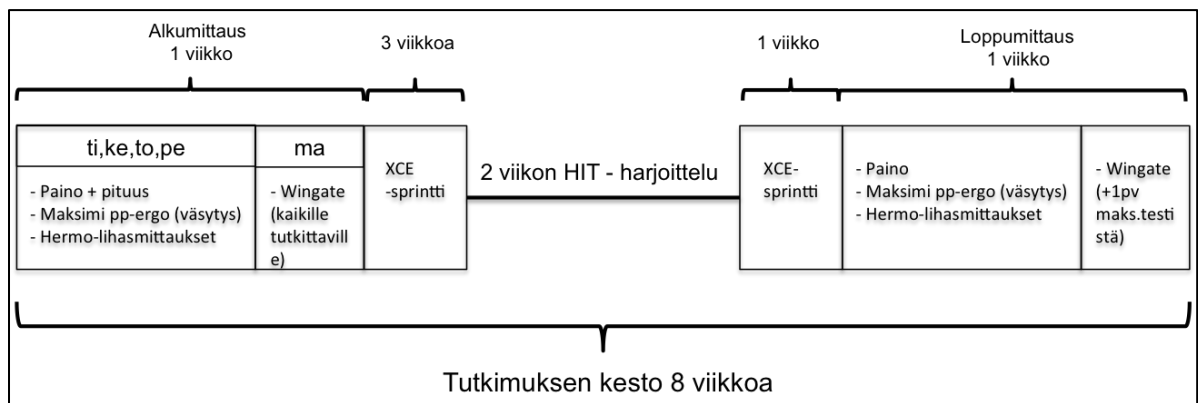 Alkumittaus
1 viikko
3 viikkoa
1 viikko
Loppumittaus
1 viikko
ti,ke,to,pe
- Paino + pituus
- Maksimi pp-ergo (väsytys)
- Hermo-lihasmittaukset
ma
- Wingate
(kaikille
tutkittavill
e)
XCE
-sprintti
2 viikon HIT - harjoittelu
XCE-
sprintti
- Paino
- Maksimi pp-ergo (väsytys)
- Hermo-lihasmittaukset
- Wingate
(+1pv
maks.testi
stä)
Tutkimuksen kesto 8 viikkoa